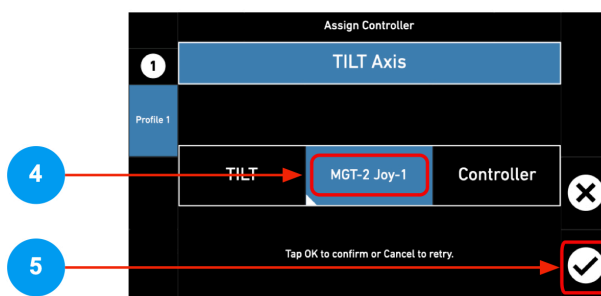 Assign Controller
1
TILT Axis
Profile 1
4
TILT
MGT-2 Joy-1
Controller
Tap OK to confirm or Cancel to retry.
5